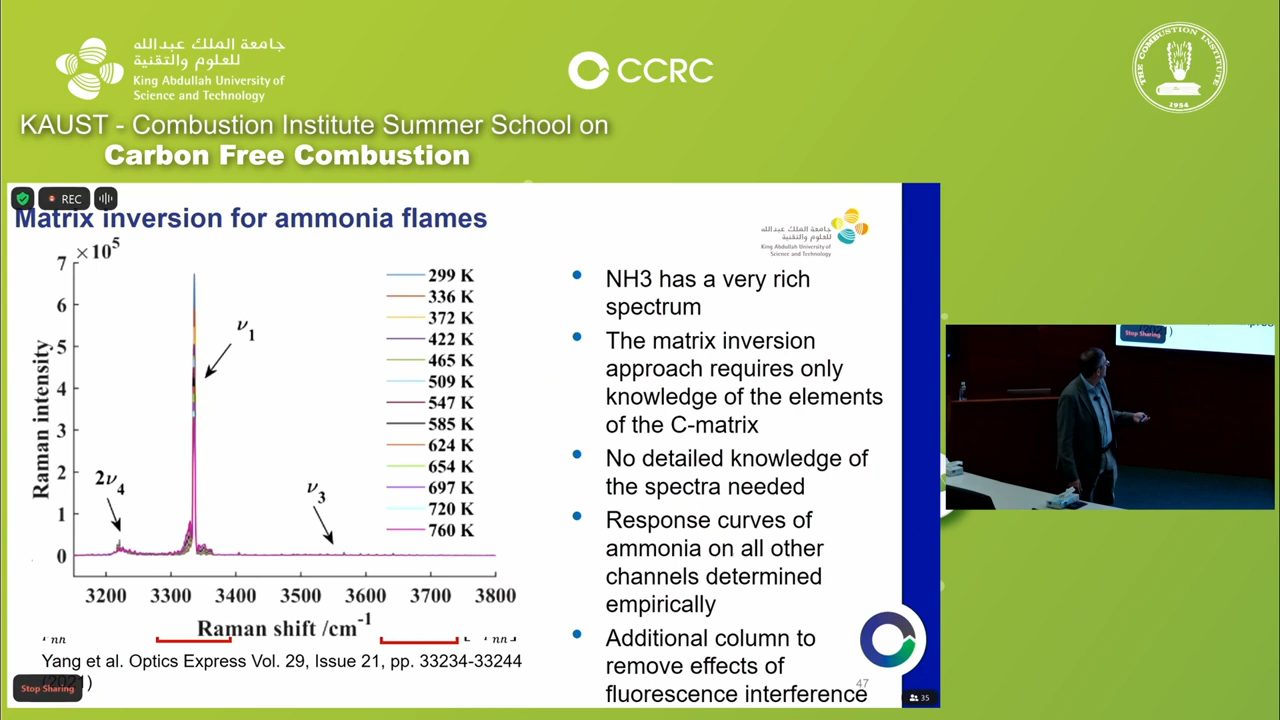 جامعة الملك عبدالله
للعلوم والتقنية
King Abdullah University of
Science and Technology
CCRC
THE COMBUSTION INSTITUTE
1954
KAUST - Combustion Institute Summer School on
Carbon Free Combustion
REC
Matrix inversion for ammonia flames
جامعة الملك عبدالله
للعلوم والتقنية
King Abdullah University of
Science and Technology
×10⁵
7
6
5
4
3
2
1
0
Raman intensity
ν₁
2ν₄
ν₃
299 K
336 K
372 K
422 K
465 K
509 K
547 K
585 K
624 K
654 K
697 K
720 K
760 K
3200 3300 3400 3500 3600 3700 3800
Raman shift /cm⁻¹
Yang et al. Optics Express Vol. 29, Issue 21, pp. 33234-33244
Stop Sharing
• NH3 has a very rich
spectrum
• The matrix inversion
approach requires only
knowledge of the elements
of the C-matrix
• No detailed knowledge of
the spectra needed
• Response curves of
ammonia on all other
channels determined
empirically
• Additional column to
remove effects of
fluorescence interference
47
35
Stop Sharing